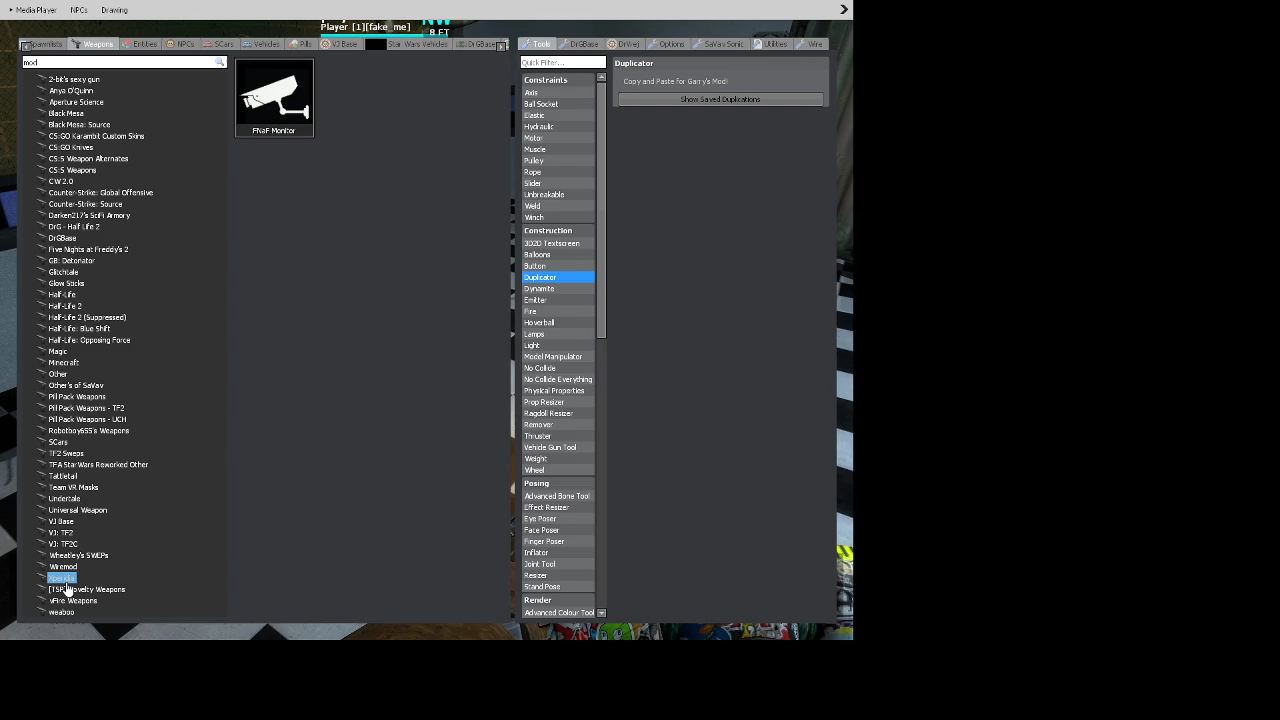 Media Player NPCs Drawing
NW
Player [1][fake_me]
8 FT
Spawnlists Weapons Entities NPCs SCars Vehicles Pills VJ Base Star Wars Vehicles DrGBase
mod
2-bit's sexy gun
Anya O'Quinn
Aperture Science
Black Mesa
Black Mesa: Source
CS:GO Karambit Custom Skins
CS:GO Knives
CS:S Weapon Alternates
CS:S Weapons
CW 2.0
Counter-Strike: Global Offensive
Counter-Strike: Source
Darken217's SciFi Armory
DrG - Half Life 2
DrGBase
Five Nights at Freddy's 2
GB: Detonator
Glitchtale
Glow Sticks
Half-Life
Half-Life 2
Half-Life 2 (Suppressed)
Half-Life: Blue Shift
Half-Life: Opposing Force
Magic
Minecraft
Other
Other's of SaVav
Pill Pack Weapons
Pill Pack Weapons - TF2
Pill Pack Weapons - UCH
Robotboy655's Weapons
SCars
TF2 Sweps
TFA StarWars Reworked Other
Tattletail
Team VR Masks
Undertale
Universal Weapon
VJ Base
VJ: TF2
VJ: TF2C
Wheatley's SWEPs
Wiremod
Xperidia
[TSP] Novelty Weapons
vFire Weapons
weaboo
FNaF Monitor
Tools DrGBase DrVrej Options SaVav Sonic Utilities Wire
Quick Filter...
Constraints
Axis
Ball Socket
Elastic
Hydraulic
Motor
Muscle
Pulley
Rope
Slider
Unbreakable
Weld
Winch
Construction
3D2D Textscreen
Balloons
Button
Duplicator
Dynamite
Emitter
Fire
Hoverball
Lamps
Light
Model Manipulator
No Collide
No Collide Everything
Physical Properties
Prop Resizer
Ragdoll Resizer
Remover
Thruster
Vehicle Gun Tool
Weight
Wheel
Posing
Advanced Bone Tool
Effect Resizer
Eye Poser
Face Poser
Finger Poser
Inflator
Joint Tool
Resizer
Stand Pose
Render
Advanced Colour Tool
Duplicator
Copy and Paste for Garry's Mod!
Show Saved Duplications